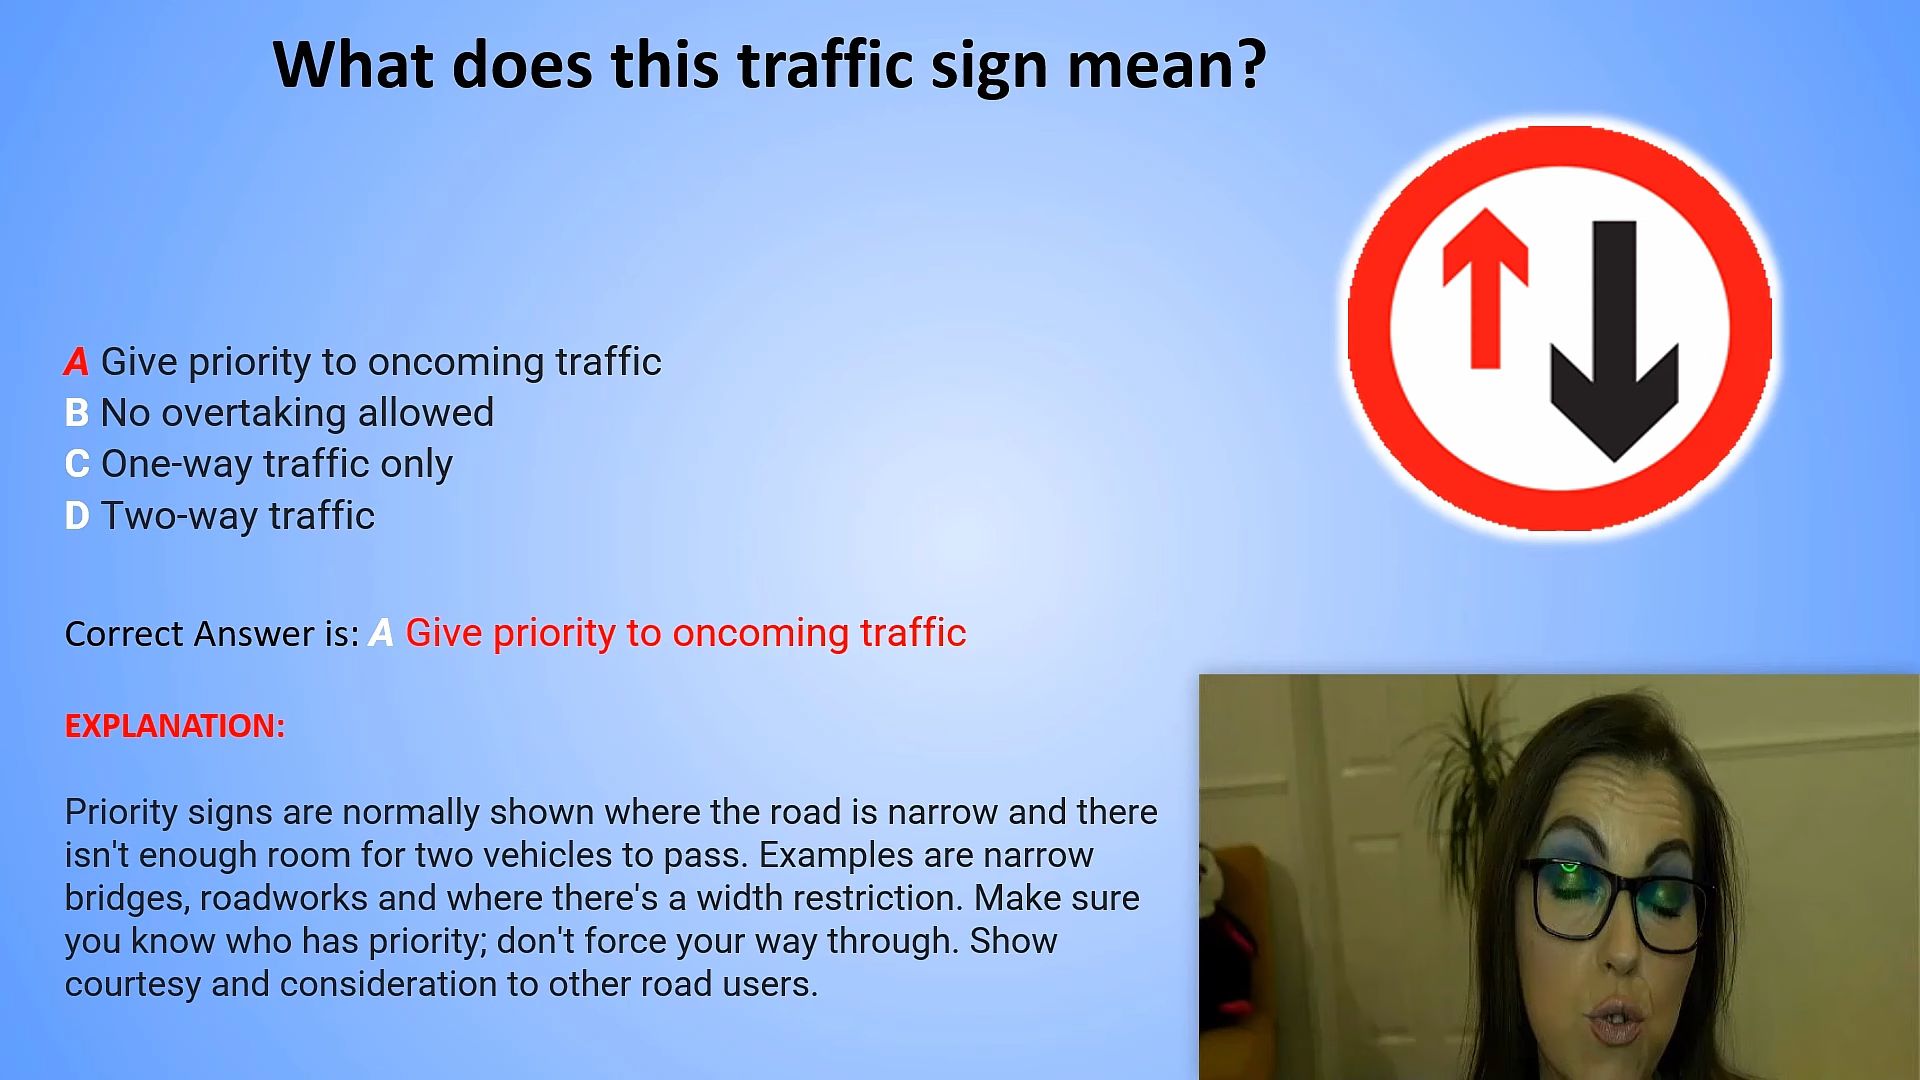 What does this traffic sign mean?
A Give priority to oncoming traffic
B No overtaking allowed
C One-way traffic only
D Two-way traffic
Correct Answer is: A Give priority to oncoming traffic
EXPLANATION:
Priority signs are normally shown where the road is narrow and there
isn't enough room for two vehicles to pass. Examples are narrow
bridges, roadworks and where there's a width restriction. Make sure
you know who has priority; don't force your way through. Show
courtesy and consideration to other road users.